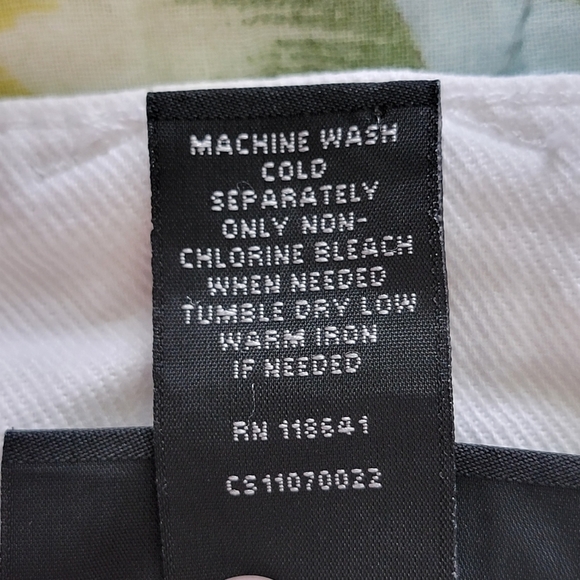 MACHINE WASH
COLD
SEPARATELY
ONLY NON-
CHLORINE BLEACH
WHEN NEEDED
TUMBLE DRY LOW
WARM IRON
IF NEEDED
RN 118641
CS11070022